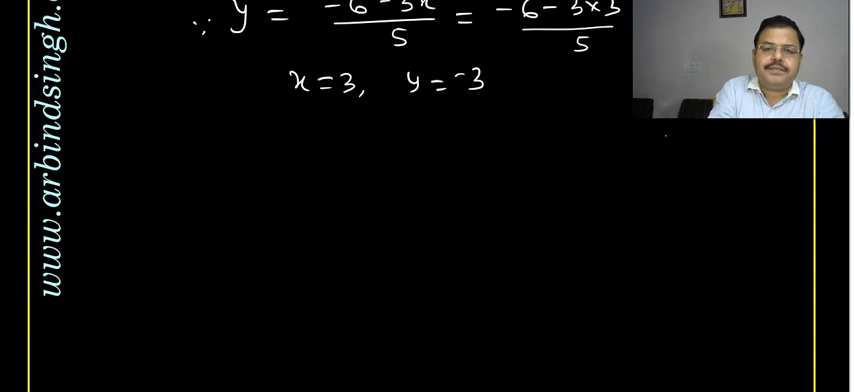 ∵ y = (-6-3x)/5 = (-6-3×3)/5
x = 3, y = -3
www.arbindsingh.